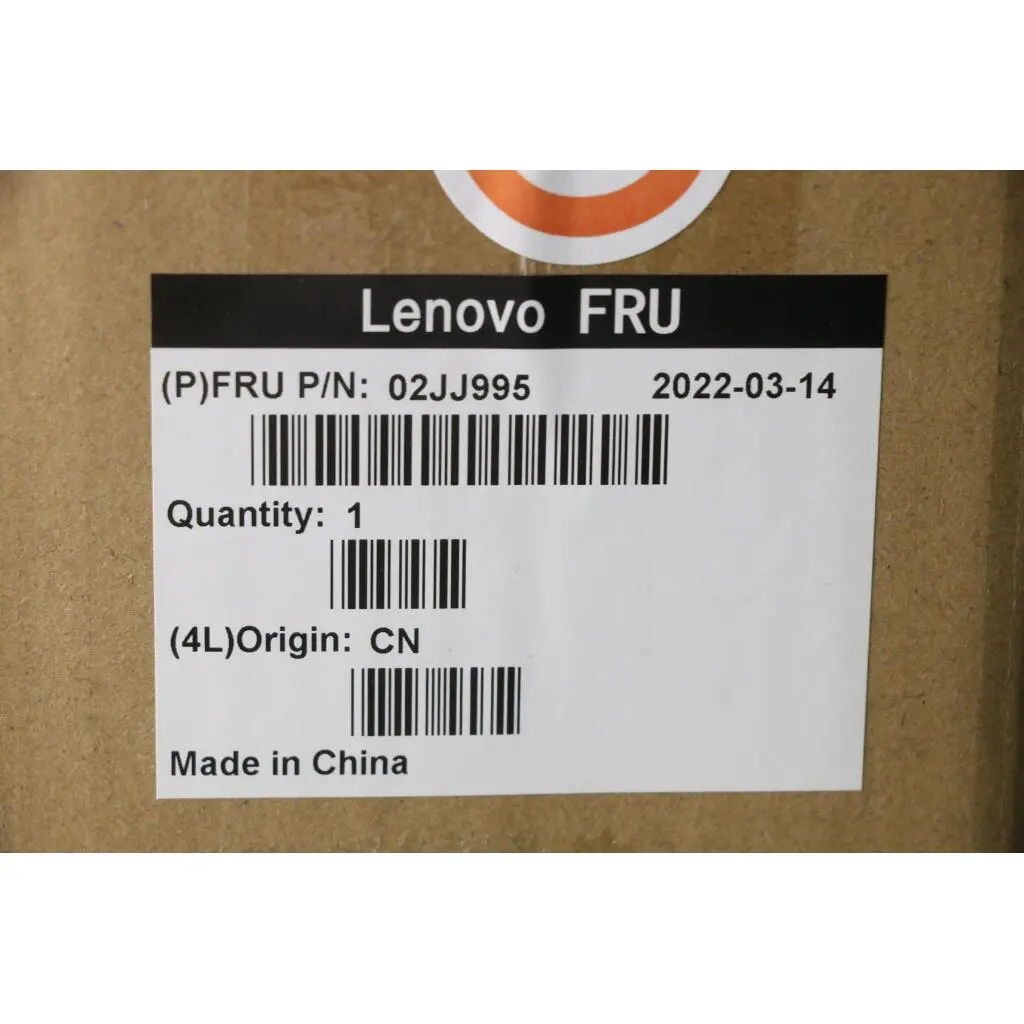 Lenovo FRU
(P)FRU P/N: 02JJ995 2022-03-14
Quantity: 1
(4L)Origin: CN
Made in China